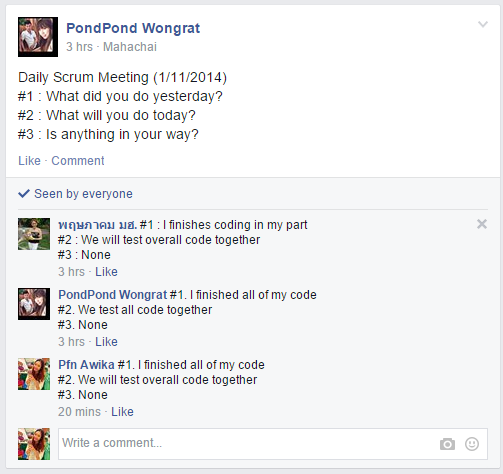 PondPond Wongrat
3 hrs · Mahachai
Daily Scrum Meeting (1/11/2014)
#1 : What did you do yesterday?
#2 : What will you do today?
#3 : Is anything in your way?
Like · Comment
Seen by everyone
พฤษภาคม มฮ. #1 : I finishes coding in my part
#2 : We will test overall code together
#3 : None
3 hrs · Like
PondPond Wongrat #1. I finished all of my code
#2. We test all code together
#3. None
3 hrs · Like
Pfn Awika #1. I finished all of my code
#2. We will test overall code together
#3. None
20 mins · Like
Write a comment...